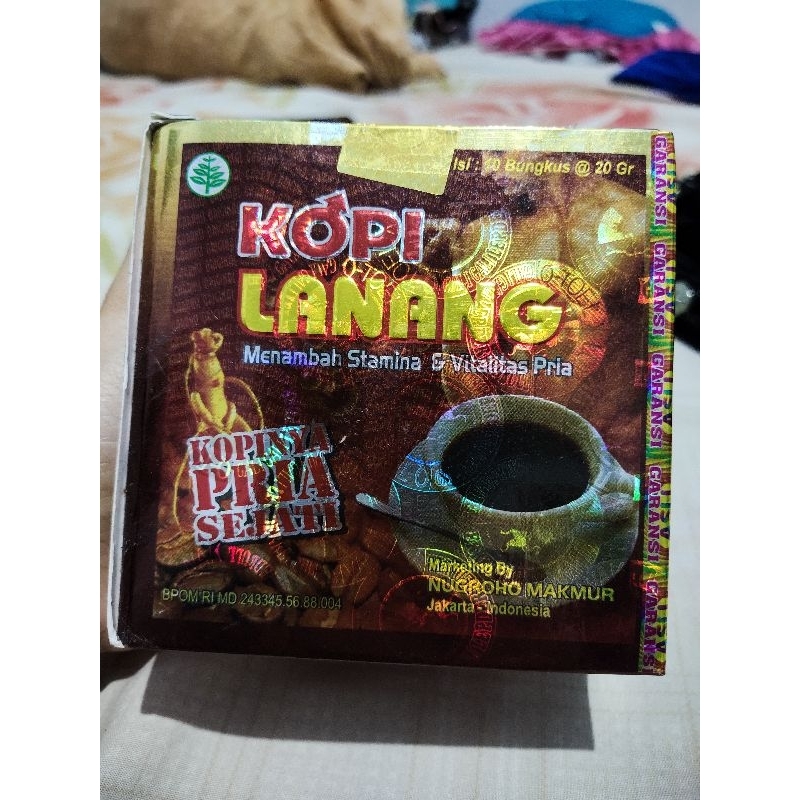 Isi : 10 Bungkus @ 20 Gr
KOPI
LANANG
Menambah Stamina & Vitalitas Pria
KOPINYA
PRIA
SEJATI
Marketing By
NUGROHO MAKMUR
Jakarta - Indonesia
BPOM RI MD.243345.56.88.004
GARANSI
GARANSI
GARANSI
GARANSI
GARANSI